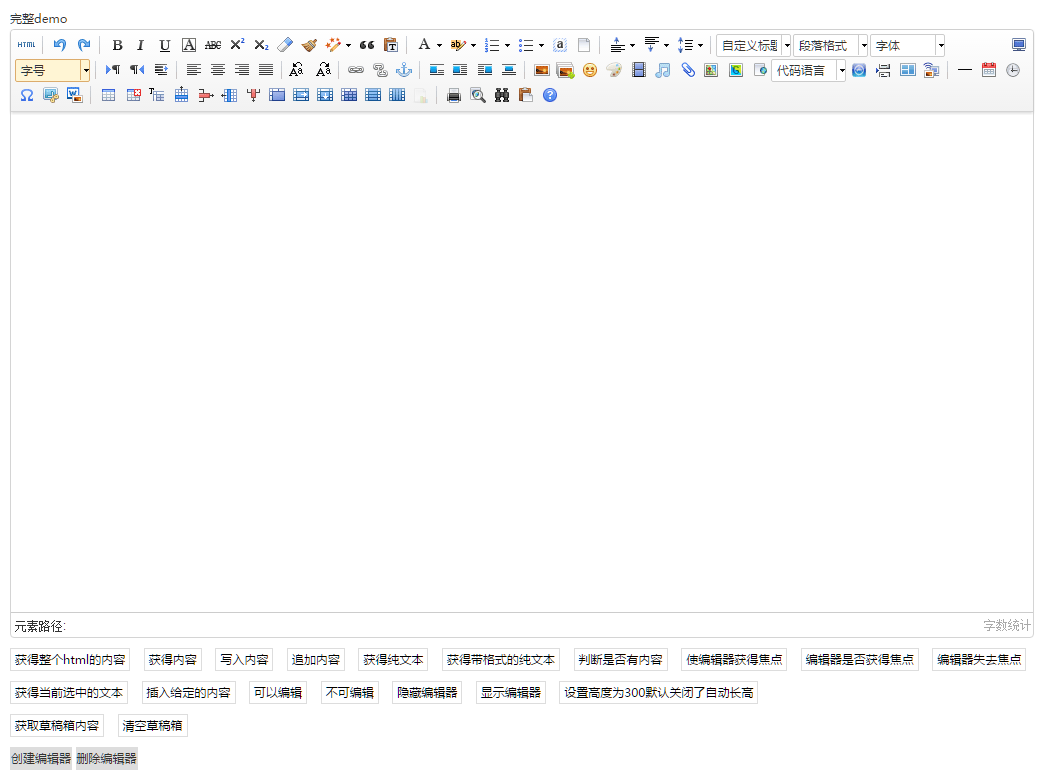 完整demo
HTML B I U A ABC X² X₂ A ab a 自定义标题 段落格式 字体
字号 代码语言
元素路径: 字数统计
获得整个html的内容 获得内容 写入内容 追加内容 获得纯文本 获得带格式的纯文本 判断是否有内容 使编辑器获得焦点 编辑器是否获得焦点 编辑器失去焦点
获得当前选中的文本 插入给定的内容 可以编辑 不可编辑 隐藏编辑器 显示编辑器 设置高度为300默认关闭了自动长高
获取草稿箱内容 清空草稿箱
创建编辑器 删除编辑器